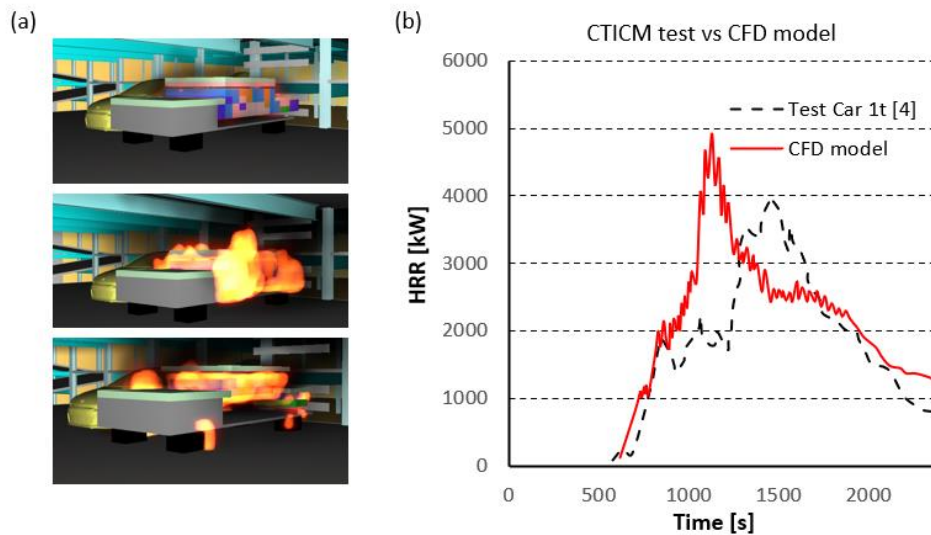 (a)
(b)
CTICM test vs CFD model
6000
5000
4000
3000
2000
1000
0
HRR [kW]
Test Car 1t [4]
CFD model
0
500
1000
1500
2000
Time [s]